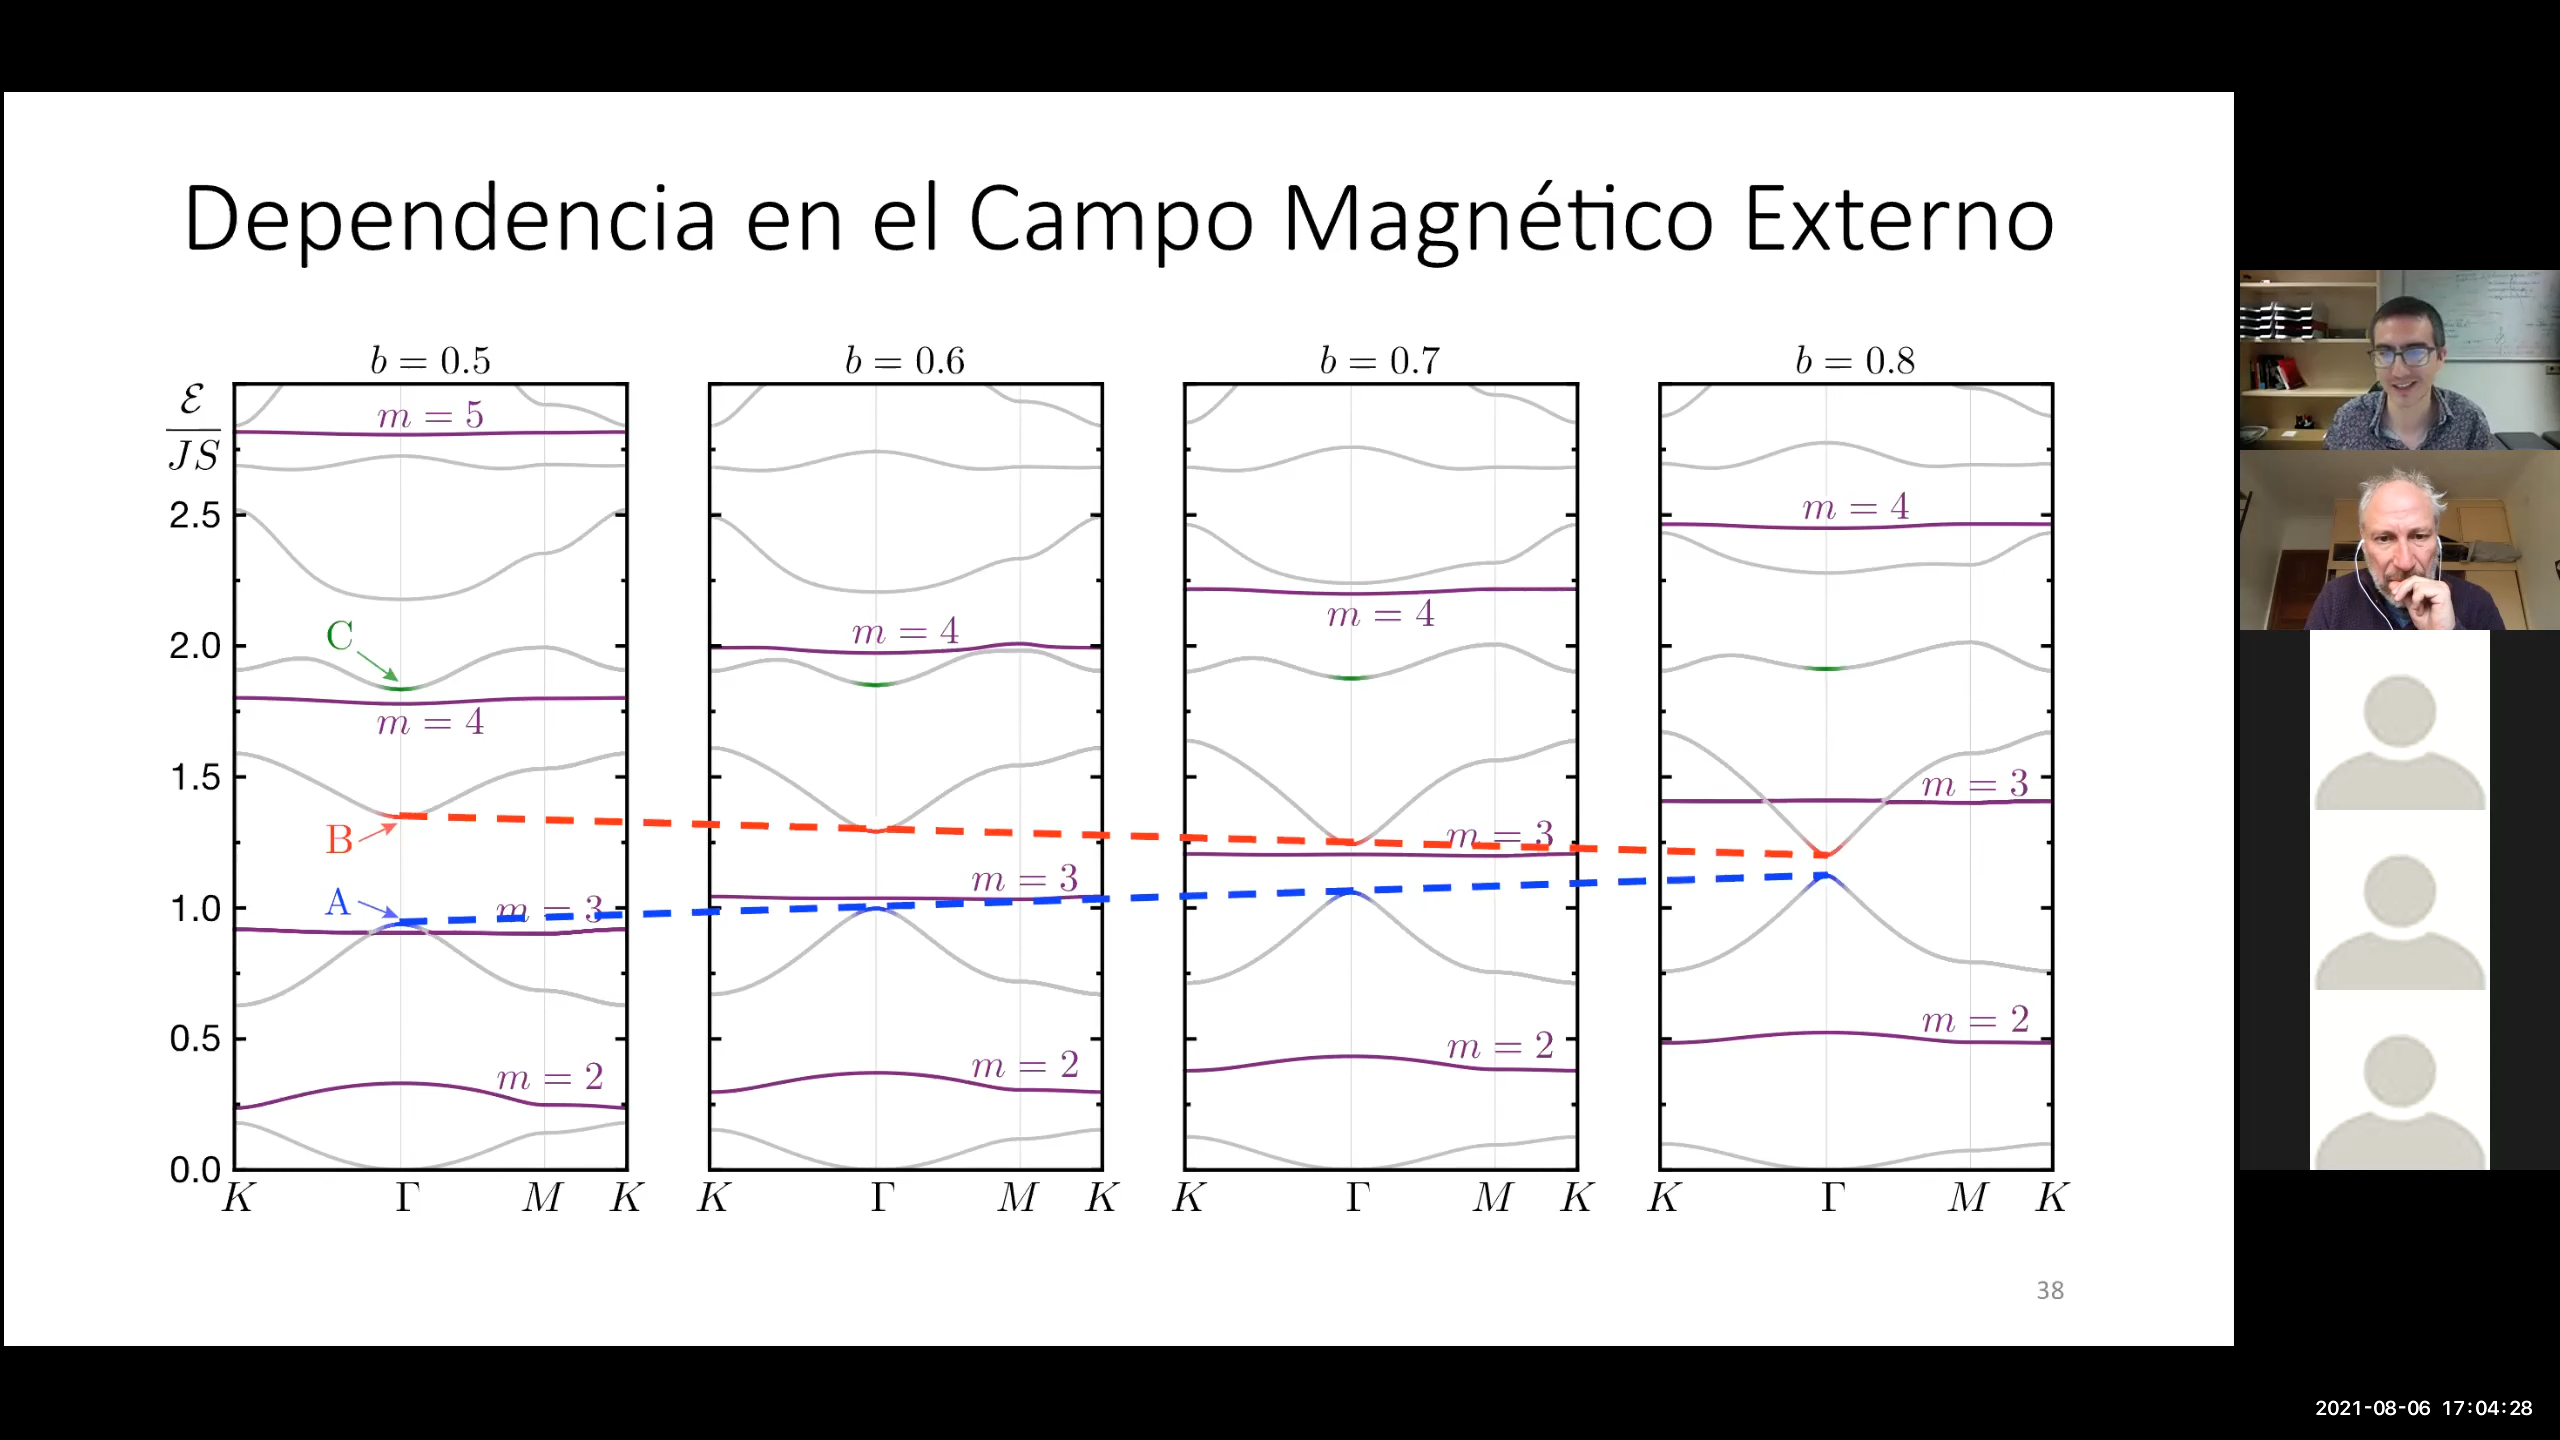 Dependencia en el Campo Magnético Externo
b = 0.5
b = 0.6
b = 0.7
b = 0.8
ℰ
JS
2.5
2.0
1.5
1.0
0.5
0.0
m = 5
C
m = 4
B
A
m = 3
m = 2
K Γ M K
m = 4
m = 3
m = 2
K Γ M K
m = 4
m = 3
m = 2
K Γ M K
m = 4
m = 3
m = 2
K Γ M K
38
2021-08-06 17:04:28